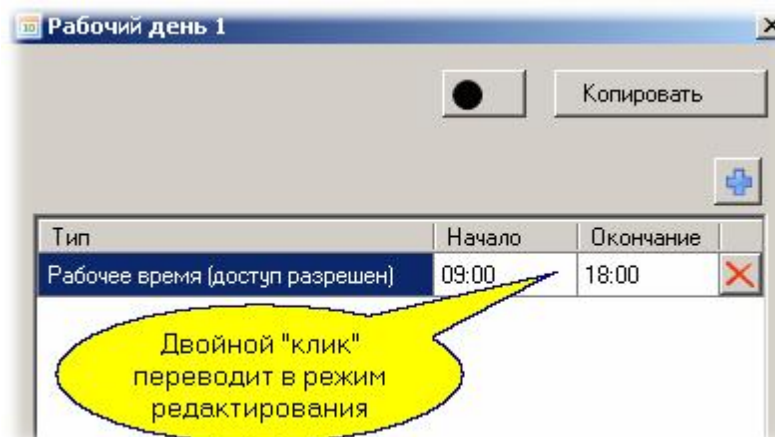 Рабочий день 1
Копировать
Тип Начало Окончание
Рабочее время (доступ разрешен) 09:00 18:00
Двойной "клик"
переводит в режим
редактирования